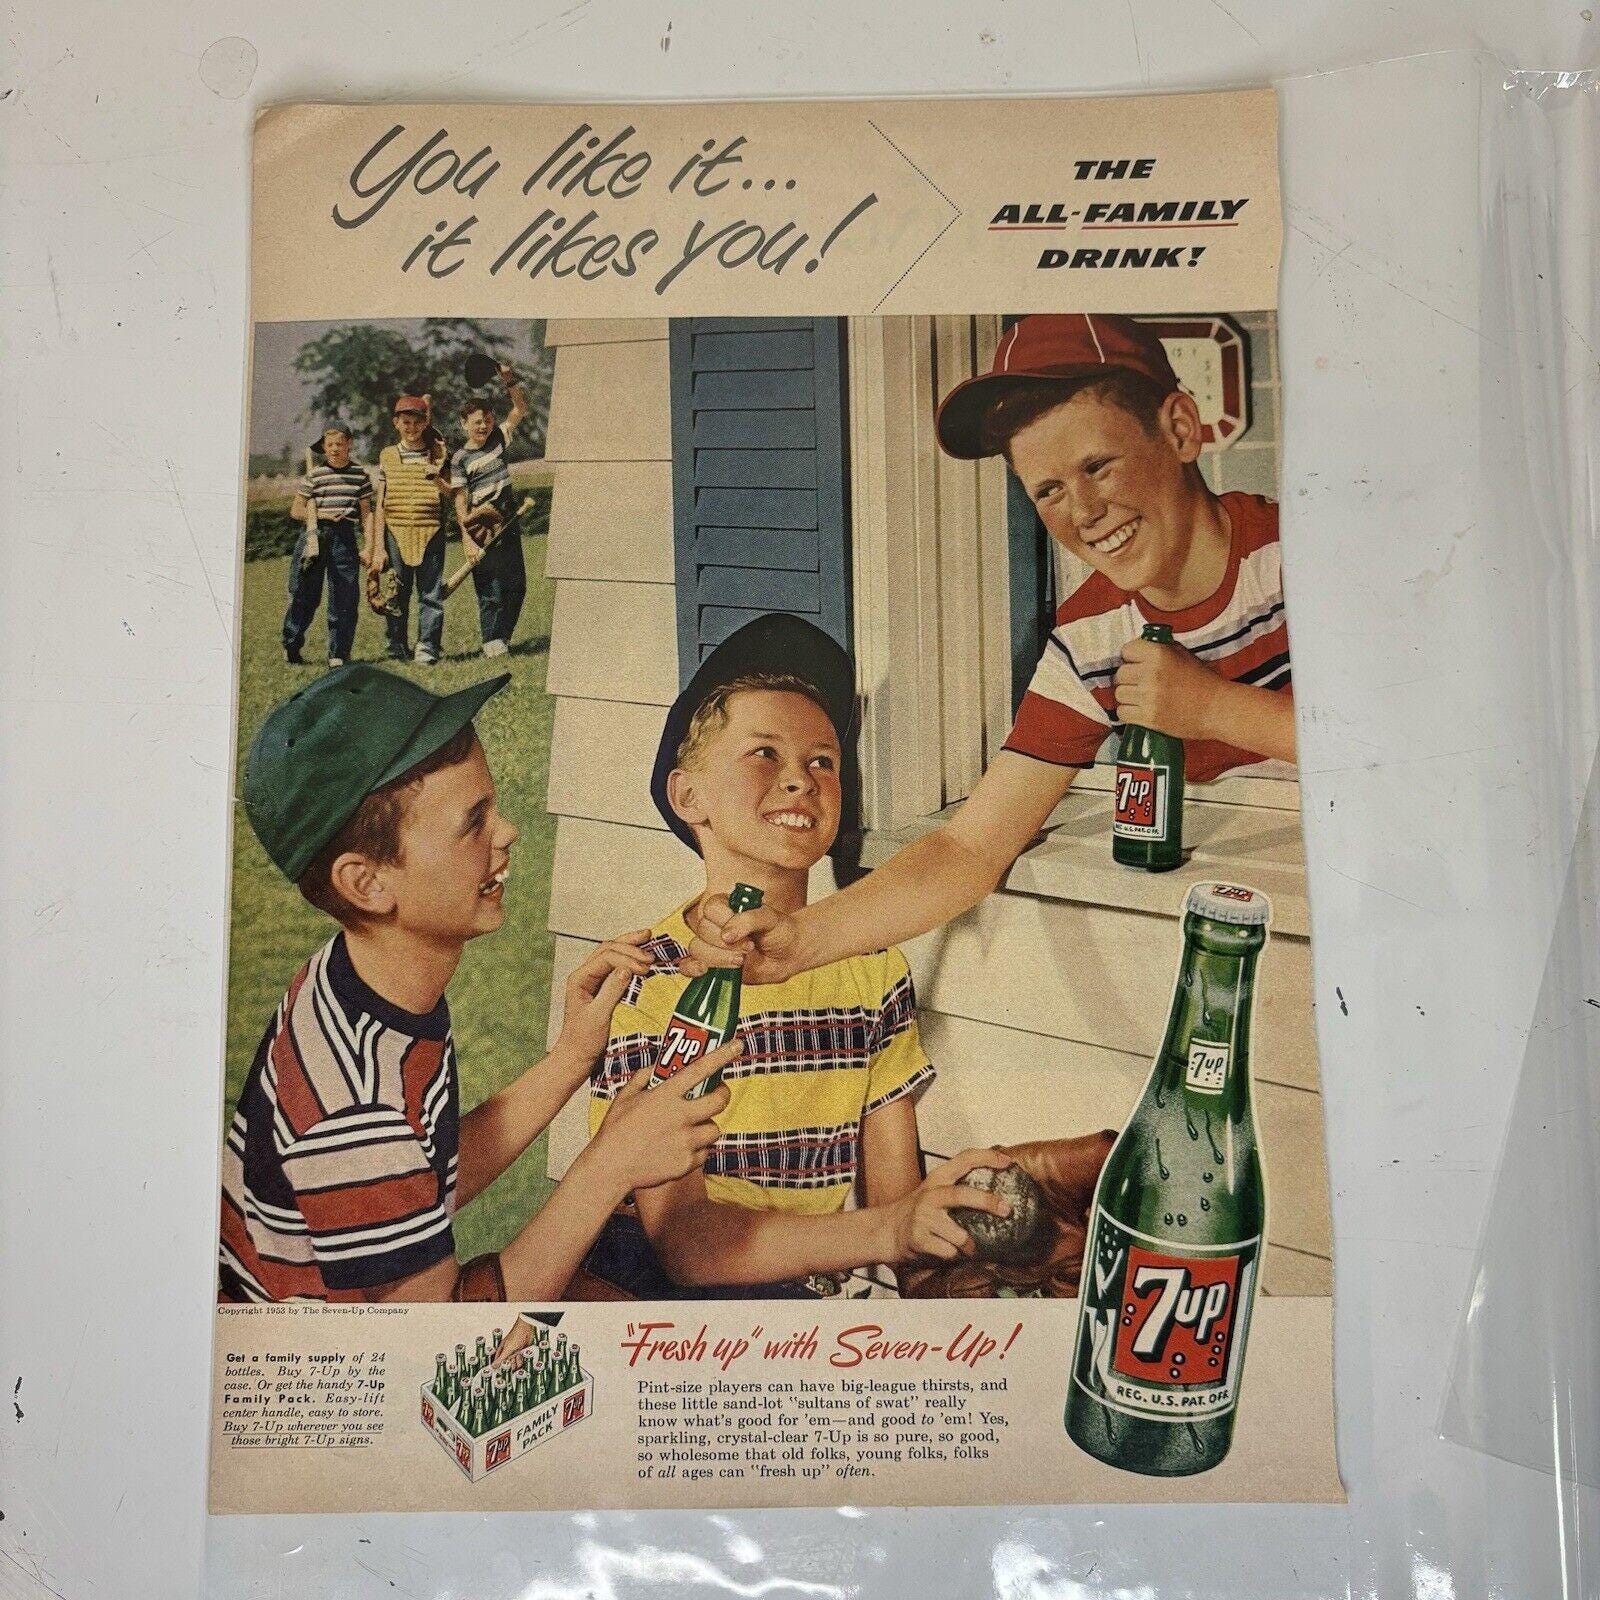 You like it...
it likes you!
THE
ALL-FAMILY
DRINK!
7up
REG. U.S. PAT. OFF.
7up
7up
7up
7up
REG. U.S. PAT. OFF.
Copyright 1953 by The Seven-Up Company
Get a family supply of 24
bottles. Buy 7-Up by the
case. Or get the handy 7-Up
Family Pack. Easy-lift
center handle, easy to store.
Buy 7-Up wherever you see
those bright 7-Up signs.
7up
FAMILY
PACK
7up
"Fresh up" with Seven-Up!
Pint-size players can have big-league thirsts, and
these little sand-lot "sultans of swat" really
know what's good for 'em—and good to 'em! Yes,
sparkling, crystal-clear 7-Up is so pure, so good,
so wholesome that old folks, young folks, folks
of all ages can "fresh up" often.